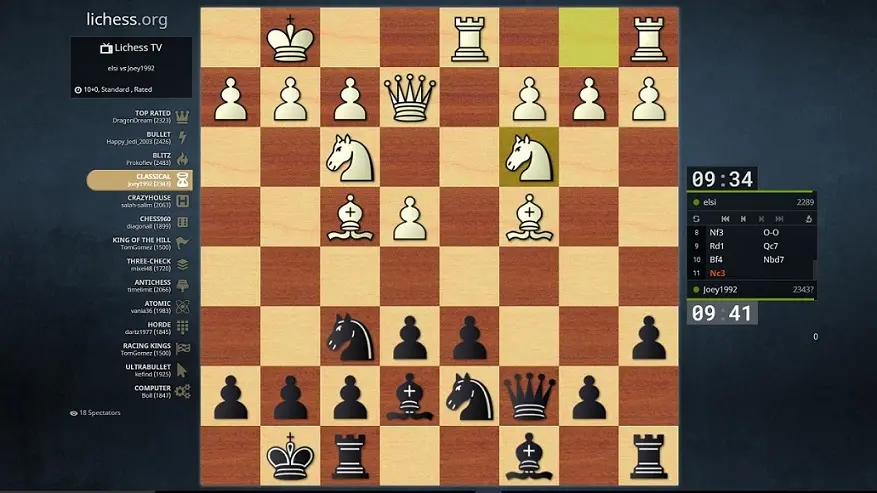 lichess.org
Lichess TV
elsi vs Joey1992
10+0, Standard, Rated
TOP RATED
DragonDream (2323)
BULLET
Happy_Jedi_2003 (2426)
BLITZ
Prokofiev (2483)
CLASSICAL
Joey1992 (2343)
CRAZYHOUSE
salah-salim (2063)
CHESS960
diagonall (1899)
KING OF THE HILL
TomGomez (1500)
THREE-CHECK
mixel48 (1720)
ANTICHESS
timelimit (2066)
ATOMIC
vania36 (1983)
HORDE
dartz1977 (1845)
RACING KINGS
TomGomez (1500)
ULTRABULLET
kefind (1925)
COMPUTER
Boll (1847)
18 Spectators
09:34
elsi 2289
8 Nf3 O-O
9 Rd1 Qc7
10 Bf4 Nbd7
11 Nc3
Joey1992 2343?
09:41
0